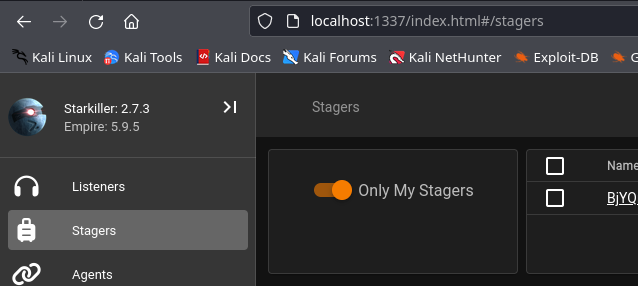 localhost:1337/index.html#/stagers
Kali Linux Kali Tools Kali Docs Kali Forums Kali NetHunter Exploit-DB
Starkiller: 2.7.3
Empire: 5.9.5
Stagers
Listeners
Stagers
Agents
Only My Stagers
Name
BjYQ